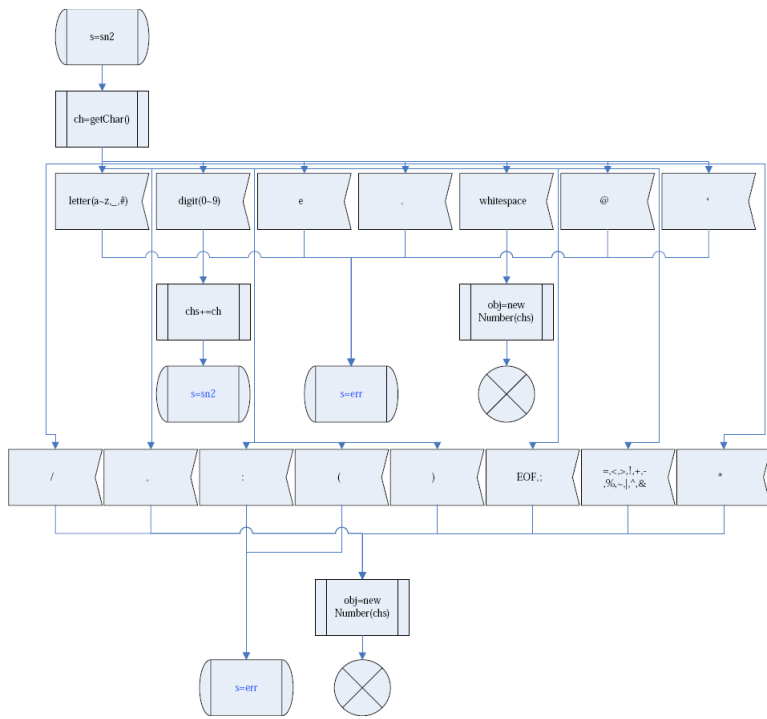 s=sn2
ch=getChar()
letter(a~z,_,#)
digit(0~9)
e
.
whitespace
@
‘
chs+=ch
obj=new
Number(chs)
s=sn2
s=err
/
,
:
(
)
EOF,;
=,<,>,!,+,-
,%,~,|,^,&
*
obj=new
Number(chs)
s=err